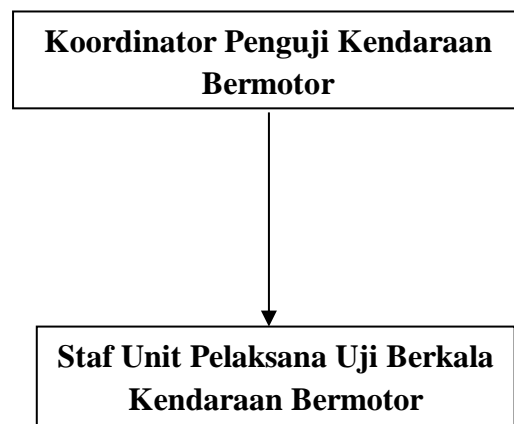 Koordinator Penguji Kendaraan
Bermotor
Staf Unit Pelaksana Uji Berkala
Kendaraan Bermotor